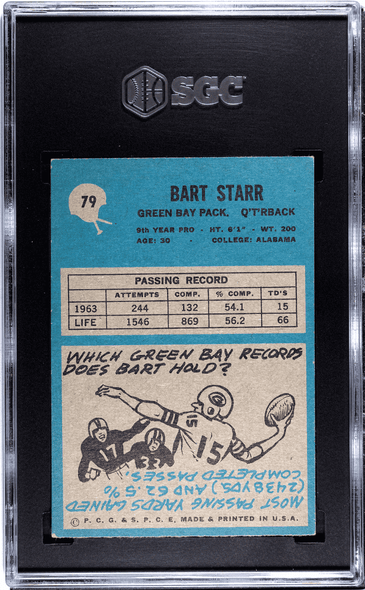 SGC
79
BART STARR
GREEN BAY PACK. Q'T'RBACK
9th YEAR PRO - HT. 6'1" - WT. 200
AGE: 30 - COLLEGE: ALABAMA
PASSING RECORD
ATTEMPTS COMP. % COMP. TD'S
1963 244 132 54.1 15
LIFE 1546 869 56.2 66
WHICH GREEN BAY RECORDS
DOES BART HOLD?
15
15
17
33
MOST PASSING YARDS GAINED
(2438 YDS.) AND 62.5%
COMPLETED PASSES.
© P. C. G. & S. P. C. E, MADE & PRINTED IN U.S.A.